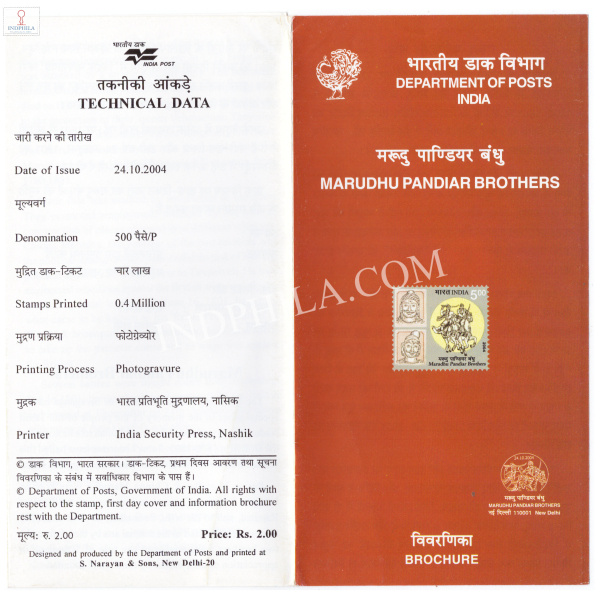 INDPHILA
भारतीय डाक
INDIA POST
तकनीकी आंकड़े
TECHNICAL DATA
जारी करने की तारीख
Date of Issue 24.10.2004
मूल्यवर्ग
Denomination 500 पैसे/P
मुद्रित डाक-टिकट चार लाख
Stamps Printed 0.4 Million
मुद्रण प्रक्रिया फोटोग्रेव्योर
Printing Process Photogravure
मुद्रक भारत प्रतिभूति मुद्रणालय, नासिक
Printer India Security Press, Nashik
© डाक विभाग, भारत सरकार। डाक-टिकट, प्रथम दिवस आवरण तथा सूचना
विवरणिका के संबंध में सर्वाधिकार विभाग के पास हैं।
© Department of Posts, Government of India. All rights with
respect to the stamp, first day cover and information brochure
rest with the Department.
मूल्य: रु. 2.00 Price: Rs. 2.00
Designed and produced by the Department of Posts and printed at
S. Narayan & Sons, New Delhi-20
भारतीय डाक विभाग
DEPARTMENT OF POSTS
INDIA
मरूदु पाण्डियर बंधु
MARUDHU PANDIAR BROTHERS
भारत INDIA 5.00
2004
मरूदु पाण्डियर बंधु
Marudhu Pandiar Brothers
24.10.2004
मरूदु पाण्डियर बंधु
MARUDHU PANDIAR BROTHERS
नई दिल्ली 110001 New Delhi
विवरणिका
BROCHURE
INDPHILA.COM